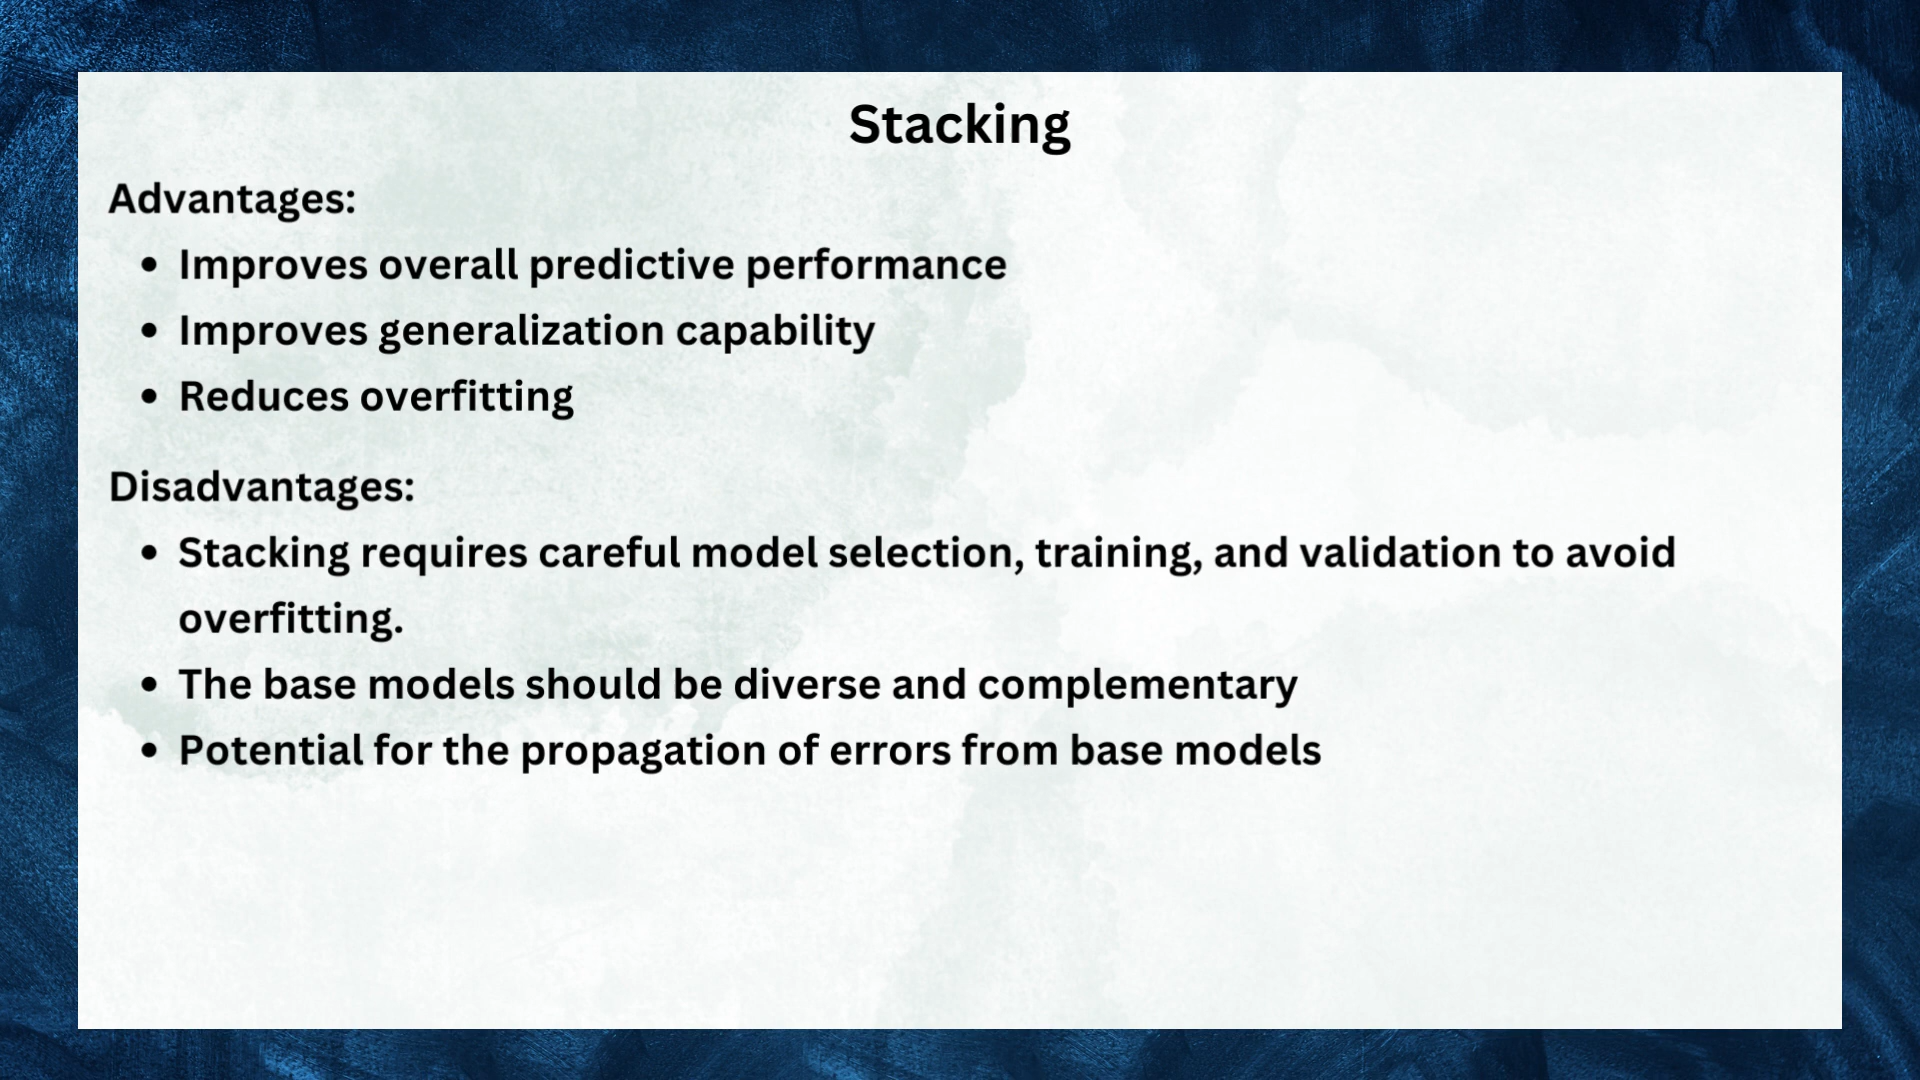 Stacking
Advantages:
• Improves overall predictive performance
• Improves generalization capability
• Reduces overfitting
Disadvantages:
• Stacking requires careful model selection, training, and validation to avoid
overfitting.
• The base models should be diverse and complementary
• Potential for the propagation of errors from base models